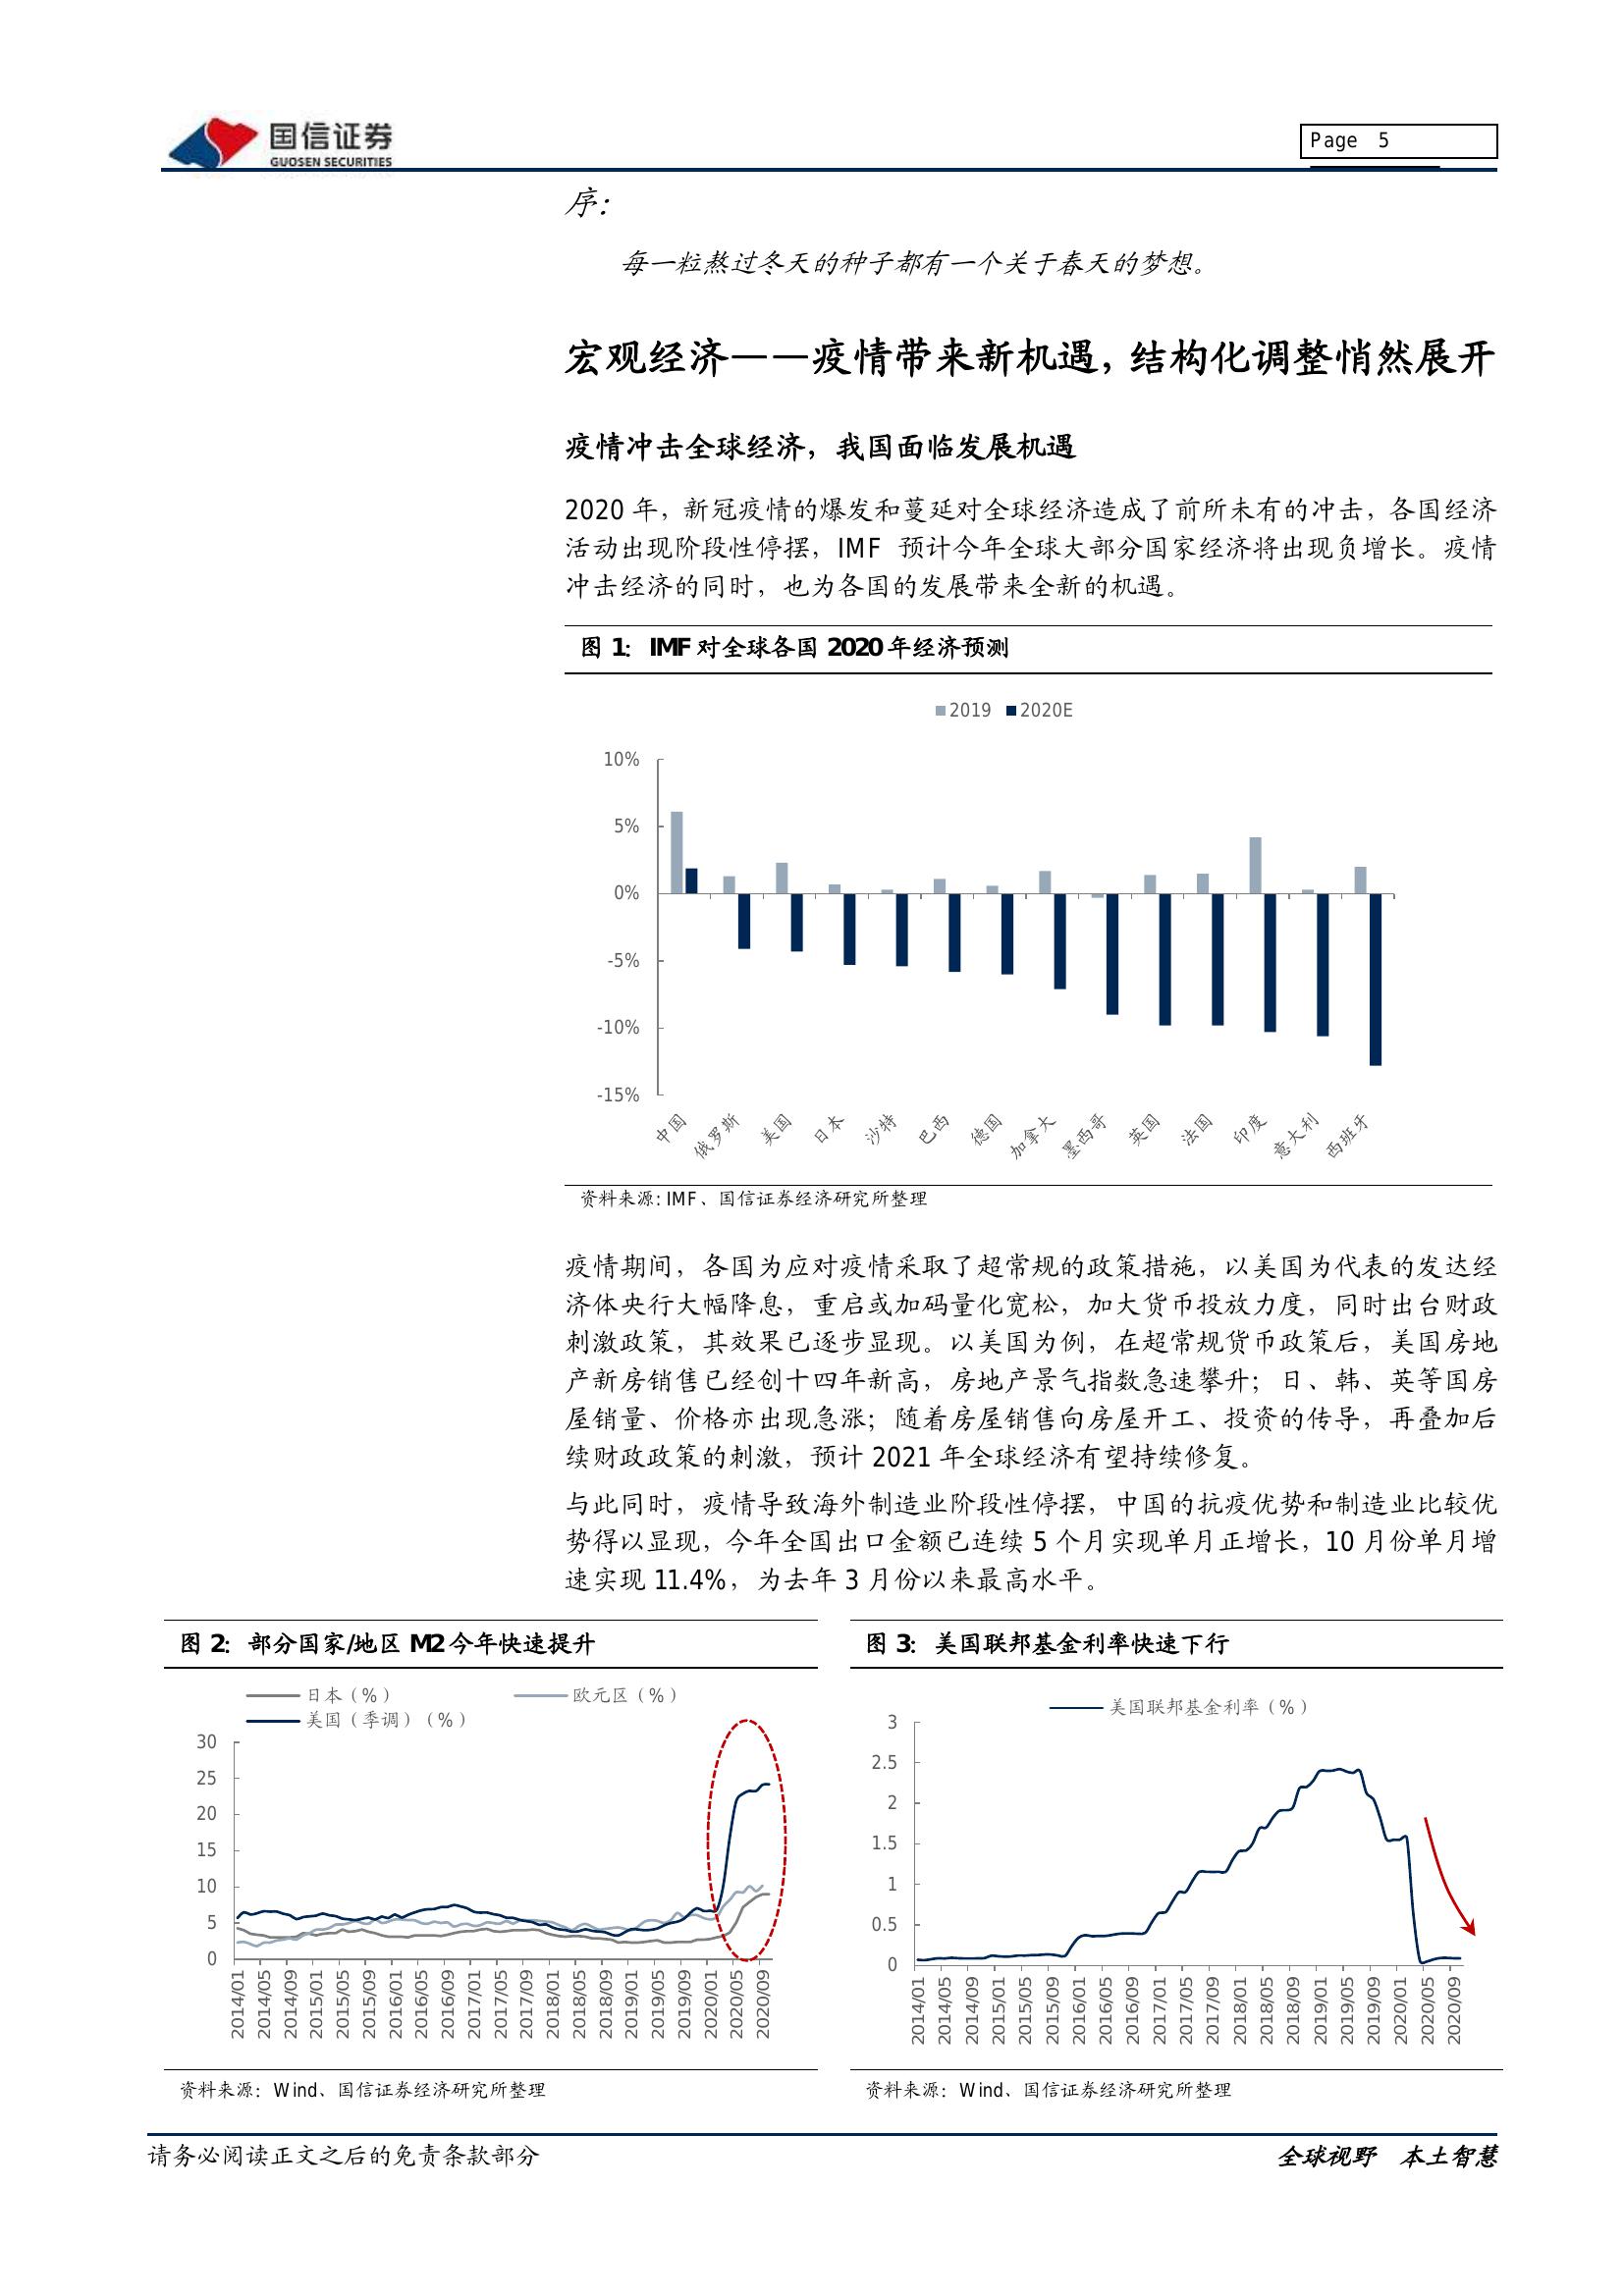 国信证券
GUOSEN SECURITIES
Page 5
序：
每一粒熬过冬天的种子都有一个关于春天的梦想。
宏观经济——疫情带来新机遇，结构化调整悄然展开
疫情冲击全球经济，我国面临发展机遇
2020 年，新冠疫情的爆发和蔓延对全球经济造成了前所未有的冲击，各国经济
活动出现阶段性停摆，IMF 预计今年全球大部分国家经济将出现负增长。疫情
冲击经济的同时，也为各国的发展带来全新的机遇。
图 1：IMF 对全球各国 2020 年经济预测
2019 2020E
10%
5%
0%
-5%
-10%
-15%
中国 俄罗斯 美国 日本 沙特 巴西 德国 加拿大 墨西哥 英国 法国 印度 意大利 西班牙
资料来源：IMF、国信证券经济研究所整理
疫情期间，各国为应对疫情采取了超常规的政策措施，以美国为代表的发达经
济体央行大幅降息，重启或加码量化宽松，加大货币投放力度，同时出台财政
刺激政策，其效果已逐步显现。以美国为例，在超常规货币政策后，美国房地
产新房销售已经创十四年新高，房地产景气指数急速攀升；日、韩、英等国房
屋销量、价格亦出现急涨；随着房屋销售向房屋开工、投资的传导，再叠加后
续财政政策的刺激，预计 2021 年全球经济有望持续修复。
与此同时，疫情导致海外制造业阶段性停摆，中国的抗疫优势和制造业比较优
势得以显现，今年全国出口金额已连续 5 个月实现单月正增长，10 月份单月增
速实现 11.4%，为去年 3 月份以来最高水平。
图 2：部分国家/地区 M2 今年快速提升
日本（%） 欧元区（%）
美国（季调）（%）
30
25
20
15
10
5
0
2014/01 2014/05 2014/09 2015/01 2015/05 2015/09 2016/01 2016/05 2016/09 2017/01 2017/05 2017/09 2018/01 2018/05 2018/09 2019/01 2019/05 2019/09 2020/01 2020/05 2020/09
资料来源：Wind、国信证券经济研究所整理
图 3：美国联邦基金利率快速下行
美国联邦基金利率（%）
3
2.5
2
1.5
1
0.5
0
2014/01 2014/05 2014/09 2015/01 2015/05 2015/09 2016/01 2016/05 2016/09 2017/01 2017/05 2017/09 2018/01 2018/05 2018/09 2019/01 2019/05 2019/09 2020/01 2020/05 2020/09
资料来源：Wind、国信证券经济研究所整理
请务必阅读正文之后的免责条款部分
全球视野 本土智慧